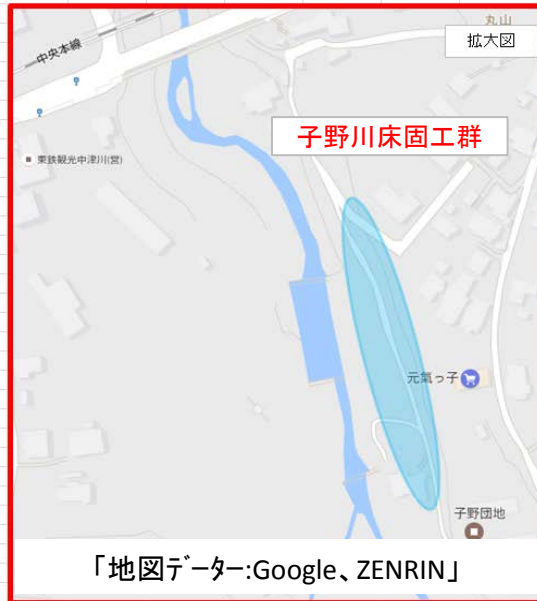 丸山
拡大図
中央本線
子野川床固工群
東鉄観光中津川(営)
元氣っ子
子野団地
「地図ﾃﾞｰﾀｰ:Google、ZENRIN」